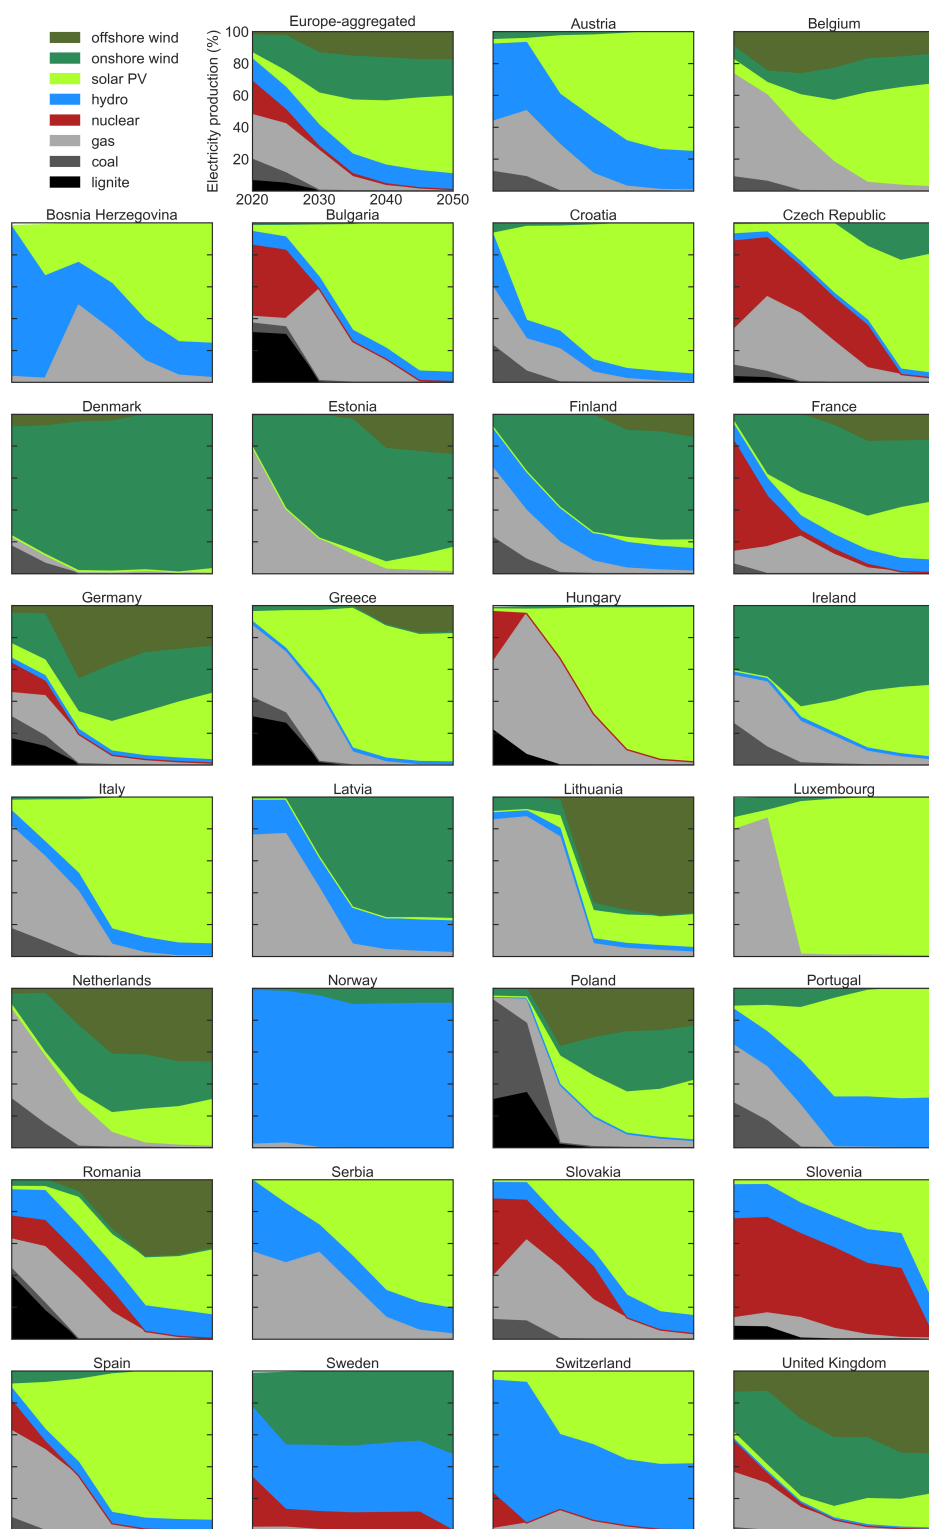 Europe-aggregated
Austria
Belgium
offshore wind
onshore wind
solar PV
hydro
nuclear
gas
coal
lignite
Electricity production (%)
100
80
60
40
20
2020 2030 2040 2050
Bosnia Herzegovina
Bulgaria
Croatia
Czech Republic
Denmark
Estonia
Finland
France
Germany
Greece
Hungary
Ireland
Italy
Latvia
Lithuania
Luxembourg
Netherlands
Norway
Poland
Portugal
Romania
Serbia
Slovakia
Slovenia
Spain
Sweden
Switzerland
United Kingdom